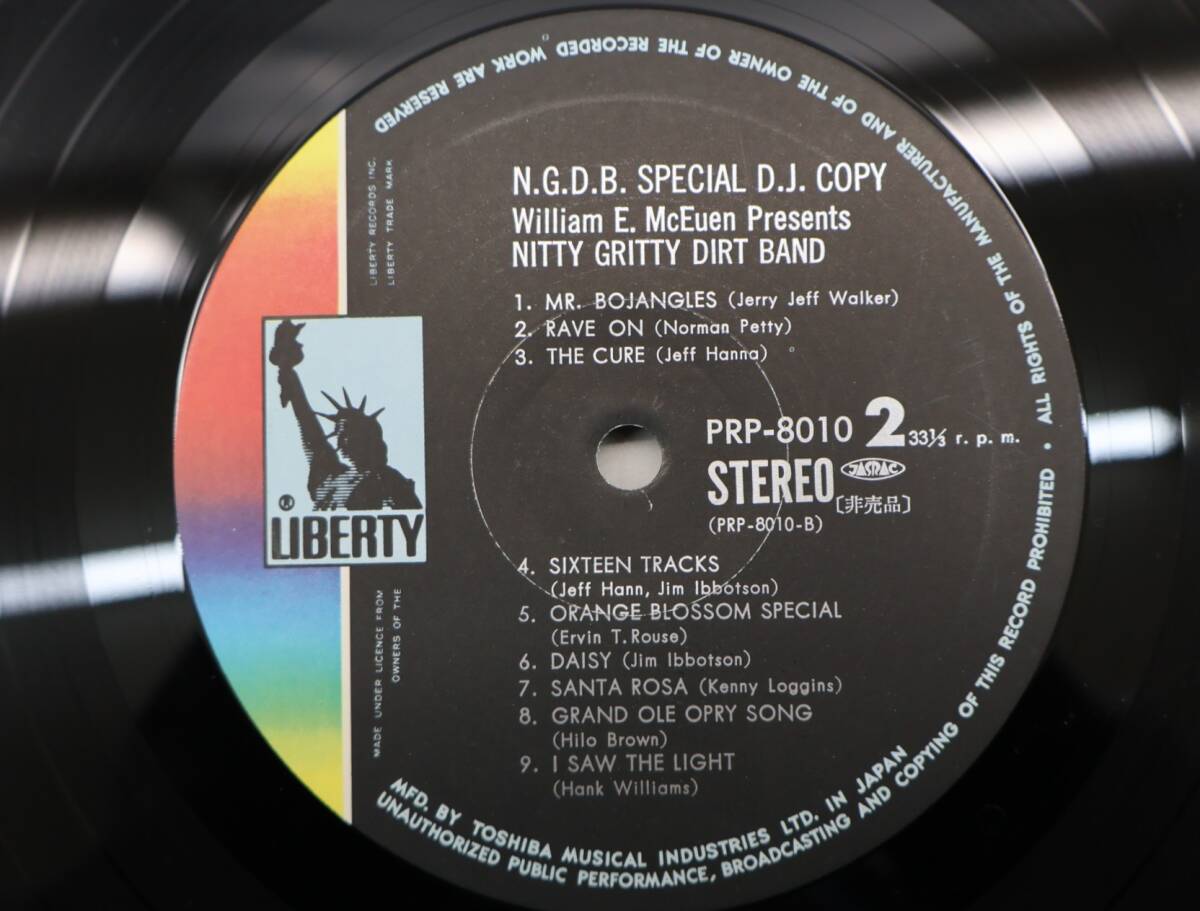 N.G.D.B. SPECIAL D.J. COPY
William E. McEuen Presents
NITTY GRITTY DIRT BAND
1. MR. BOJANGLES (Jerry Jeff Walker)
2. RAVE ON (Norman Petty)
3. THE CURE (Jeff Hanna)
PRP-8010 2 33⅓ r. p. m.
STEREO JASRAC
〔非売品〕
(PRP-8010-B)
4. SIXTEEN TRACKS
(Jeff Hann, Jim Ibbotson)
5. ORANGE BLOSSOM SPECIAL
(Ervin T. Rouse)
6. DAISY (Jim Ibbotson)
7. SANTA ROSA (Kenny Loggins)
8. GRAND OLE OPRY SONG
(Hilo Brown)
9. I SAW THE LIGHT
(Hank Williams)
LIBERTY RECORDS INC.
LIBERTY TRADE MARK
LIBERTY
MADE UNDER LICENCE FROM
OWNERS OF THE
MFD. BY TOSHIBA MUSICAL INDUSTRIES LTD. IN JAPAN
UNAUTHORIZED PUBLIC PERFORMANCE, BROADCASTING AND COPYING OF THIS RECORD PROHIBITED • ALL RIGHTS OF THE MANUFACTURER AND OF THE OWNER OF THE RECORDED WORK ARE RESERVED